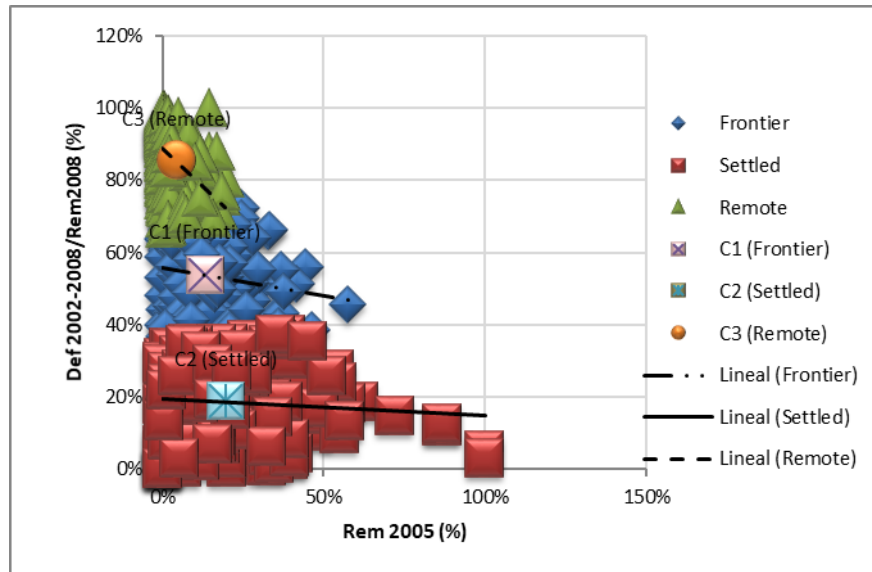 120%
100%
80%
60%
40%
20%
0%
0%
50%
100%
150%
Def 2002-2008/Rem2008 (%)
Rem 2005 (%)
C3 (Remote)
C1 (Frontier)
C2 (Settled)
Frontier
Settled
Remote
C1 (Frontier)
C2 (Settled)
C3 (Remote)
Lineal (Frontier)
Lineal (Settled)
Lineal (Remote)